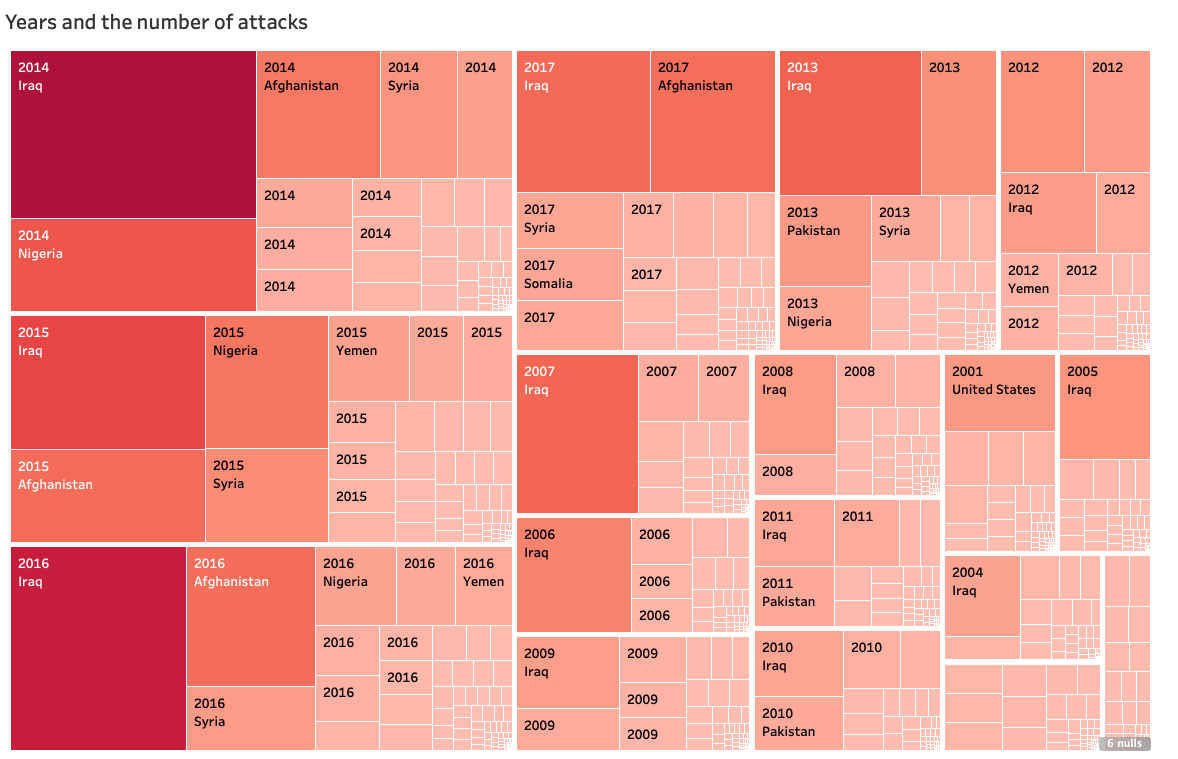 Years and the number of attacks
2014
Iraq
2014
Afghanistan
2014
Syria
2014
2014
2014
2014
2014
2014
2014
Nigeria
2015
Iraq
2015
Nigeria
2015
Yemen
2015
2015
2015
2015
2015
2015
Afghanistan
2015
Syria
2016
Iraq
2016
Afghanistan
2016
Nigeria
2016
2016
Yemen
2016
2016
2016
2016
2016
Syria
2017
Iraq
2017
Afghanistan
2017
Syria
2017
2017
Somalia
2017
2017
2013
Iraq
2013
2013
Pakistan
2013
Syria
2013
Nigeria
2012
2012
2012
Iraq
2012
2012
Yemen
2012
2012
2007
Iraq
2007
2007
2006
Iraq
2006
2006
2006
2009
Iraq
2009
2009
2009
2009
2008
Iraq
2008
2008
2011
Iraq
2011
2011
Pakistan
2010
Iraq
2010
2010
Pakistan
2001
United States
2005
Iraq
2004
Iraq
6 nulls